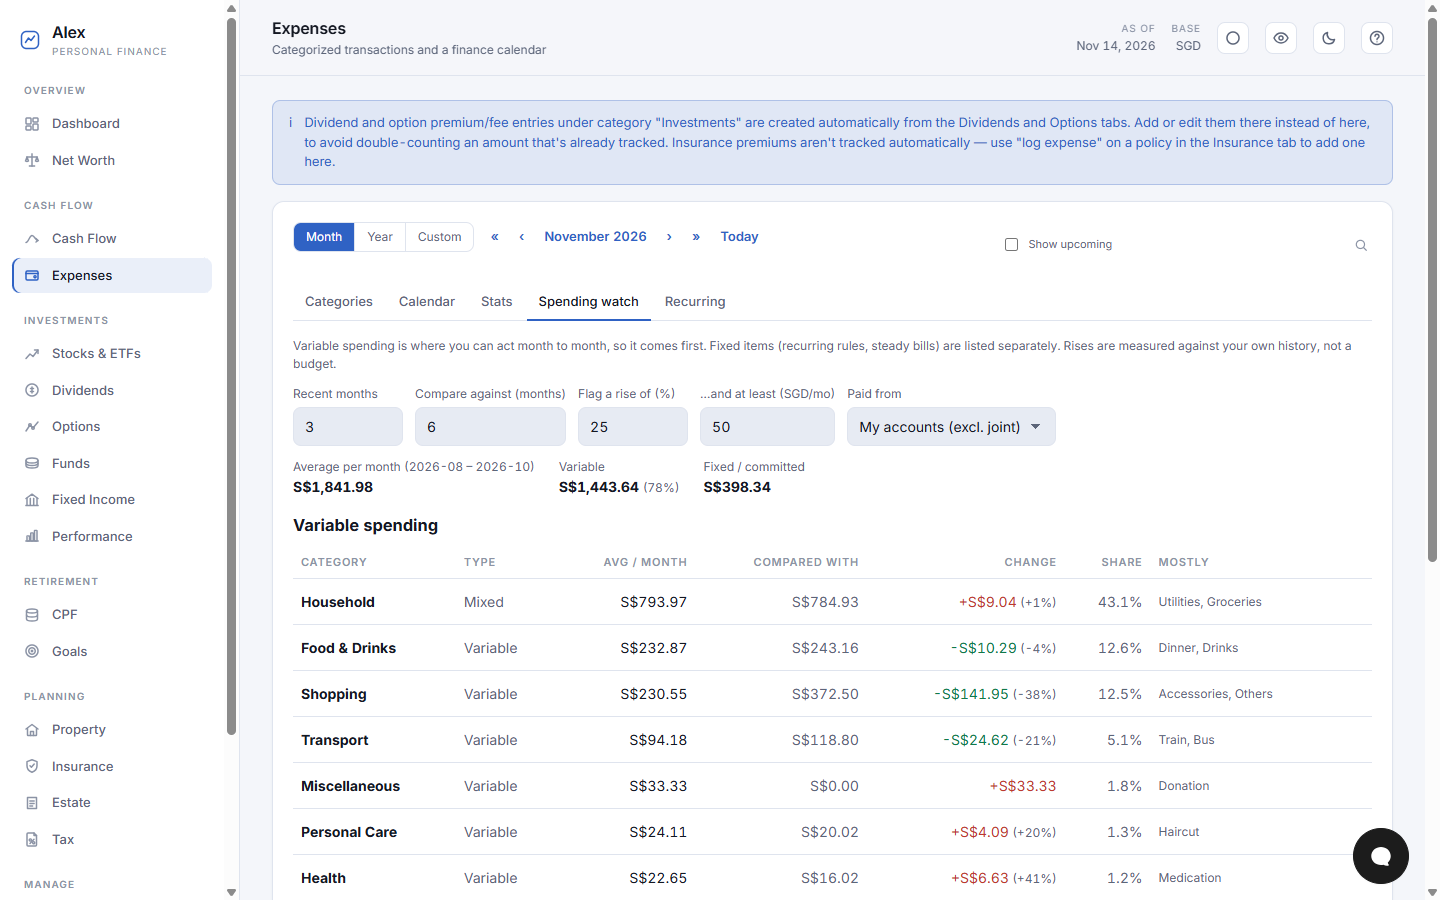 Alex
PERSONAL FINANCE
OVERVIEW
Dashboard
Net Worth
CASH FLOW
Cash Flow
Expenses
INVESTMENTS
Stocks & ETFs
Dividends
Options
Funds
Fixed Income
Performance
RETIREMENT
CPF
Goals
PLANNING
Property
Insurance
Estate
Tax
MANAGE
Expenses
Categorized transactions and a finance calendar
AS OF
Nov 14, 2026
BASE
SGD
i
Dividend and option premium/fee entries under category "Investments" are created automatically from the Dividends and Options tabs. Add or edit them there instead of here,
to avoid double-counting an amount that's already tracked. Insurance premiums aren't tracked automatically — use "log expense" on a policy in the Insurance tab to add one
here.
Month Year Custom « ‹ November 2026 › » Today
Show upcoming
Categories Calendar Stats Spending watch Recurring
Variable spending is where you can act month to month, so it comes first. Fixed items (recurring rules, steady bills) are listed separately. Rises are measured against your own history, not a
budget.
Recent months Compare against (months) Flag a rise of (%) ...and at least (SGD/mo) Paid from
3 6 25 50 My accounts (excl. joint)
Average per month (2026-08 – 2026-10) Variable Fixed / committed
S$1,841.98 S$1,443.64 (78%) S$398.34
Variable spending
CATEGORY TYPE AVG / MONTH COMPARED WITH CHANGE SHARE MOSTLY
Household Mixed S$793.97 S$784.93 +S$9.04 (+1%) 43.1% Utilities, Groceries
Food & Drinks Variable S$232.87 S$243.16 -S$10.29 (-4%) 12.6% Dinner, Drinks
Shopping Variable S$230.55 S$372.50 -S$141.95 (-38%) 12.5% Accessories, Others
Transport Variable S$94.18 S$118.80 -S$24.62 (-21%) 5.1% Train, Bus
Miscellaneous Variable S$33.33 S$0.00 +S$33.33 1.8% Donation
Personal Care Variable S$24.11 S$20.02 +S$4.09 (+20%) 1.3% Haircut
Health Variable S$22.65 S$16.02 +S$6.63 (+41%) 1.2% Medication